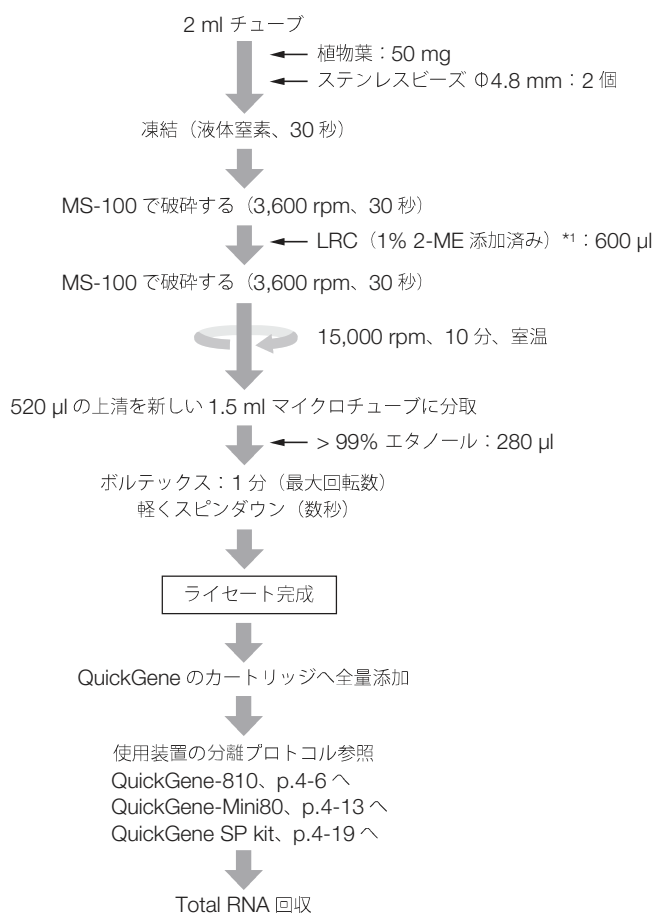 2 ml チューブ
植物葉：50 mg
ステンレスビーズ Φ4.8 mm：2 個
凍結（液体窒素、30 秒）
MS-100 で破砕する（3,600 rpm、30 秒）
LRC（1% 2-ME 添加済み）*1：600 µl
MS-100 で破砕する（3,600 rpm、30 秒）
15,000 rpm、10 分、室温
520 µl の上清を新しい 1.5 ml マイクロチューブに分取
> 99% エタノール：280 µl
ボルテックス：1 分（最大回転数）
軽くスピンダウン（数秒）
ライセート完成
QuickGene のカートリッジへ全量添加
使用装置の分離プロトコル参照
QuickGene-810、p.4-6 へ
QuickGene-Mini80、p.4-13 へ
QuickGene SP kit、p.4-19 へ
Total RNA 回収